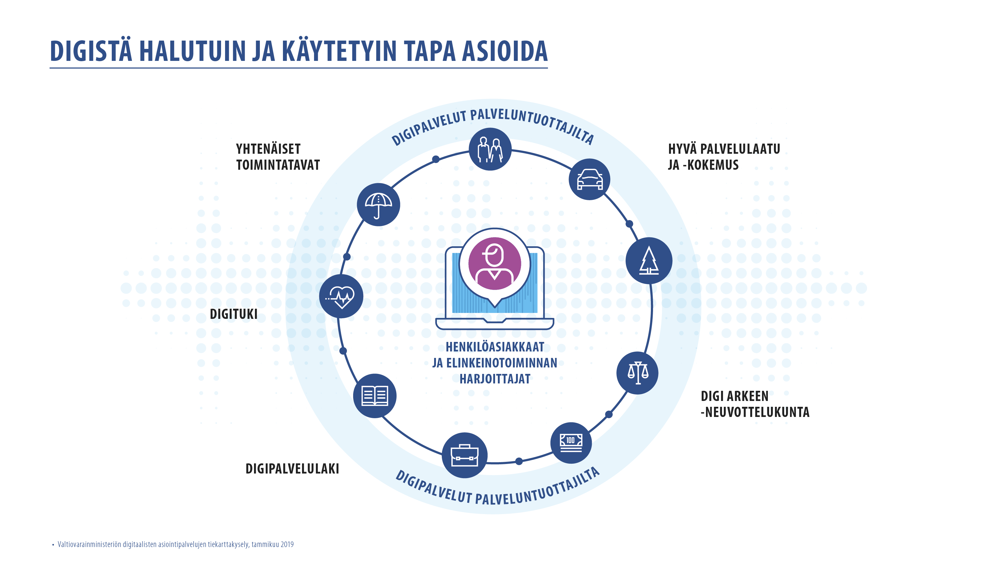 DIGISTÄ HALUTUIN JA KÄYTETYIN TAPA ASIOIDA
DIGIPALVELUT PALVELUNTUOTTAJILTA
YHTENÄISET
TOIMINTATAVAT
HYVÄ PALVELULAATU
JA -KOKEMUS
DIGITUKI
HENKILÖASIAKKAAT
JA ELINKEINOTOIMINNAN
HARJOITTAJAT
DIGI ARKEEN
-NEUVOTTELUKUNTA
100
DIGIPALVELULAKI
DIGIPALVELUT PALVELUNTUOTTAJILTA
• Valtiovarainministeriön digitaalisten asiointipalvelujen tiekarttakysely, tammikuu 2019